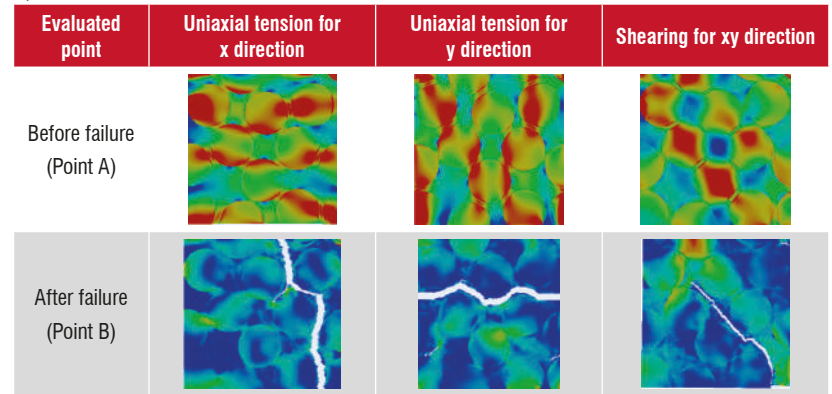 Evaluated
point
Uniaxial tension for
x direction
Uniaxial tension for
y direction
Shearing for xy direction
Before failure
(Point A)
After failure
(Point B)